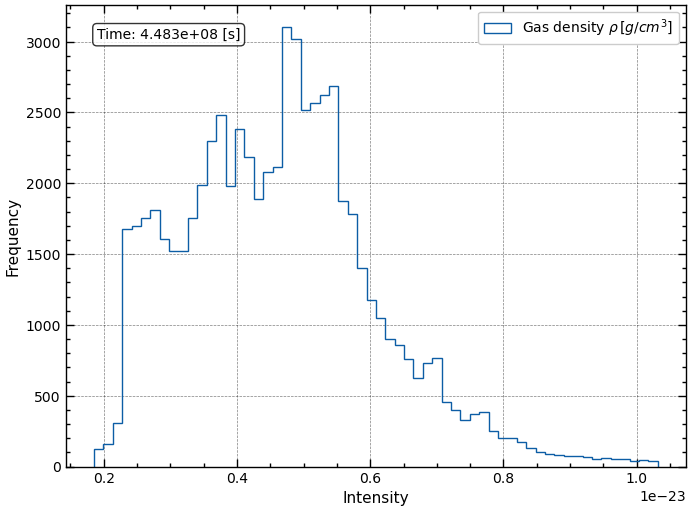 Time: 4.483e+08 [s]
Gas density ρ [g/cm³]
3000
2500
2000
1500
1000
500
0
Frequency
0.2 0.4 0.6 0.8 1.0
1e−23
Intensity